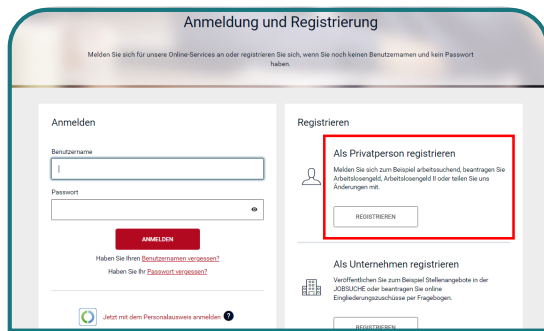 Anmeldung und Registrierung
Melden Sie sich für unsere Online-Services an oder registrieren Sie sich, wenn Sie noch keinen Benutzernamen und kein Passwort
haben.
Anmelden
Benutzername
Passwort
ANMELDEN
Haben Sie Ihren Benutzernamen vergessen?
Haben Sie Ihr Passwort vergessen?
Jetzt mit dem Personalausweis anmelden ?
Registrieren
Als Privatperson registrieren
Melden Sie sich zum Beispiel arbeitsuchend, beantragen Sie
Arbeitslosengeld, Arbeitslosengeld II oder teilen Sie uns
Änderungen mit.
REGISTRIEREN
Als Unternehmen registrieren
Veröffentlichen Sie zum Beispiel Stellenangebote in der
JOBSUCHE oder beantragen Sie online
Eingliederungszuschüsse per Fragebogen.
REGISTRIEREN